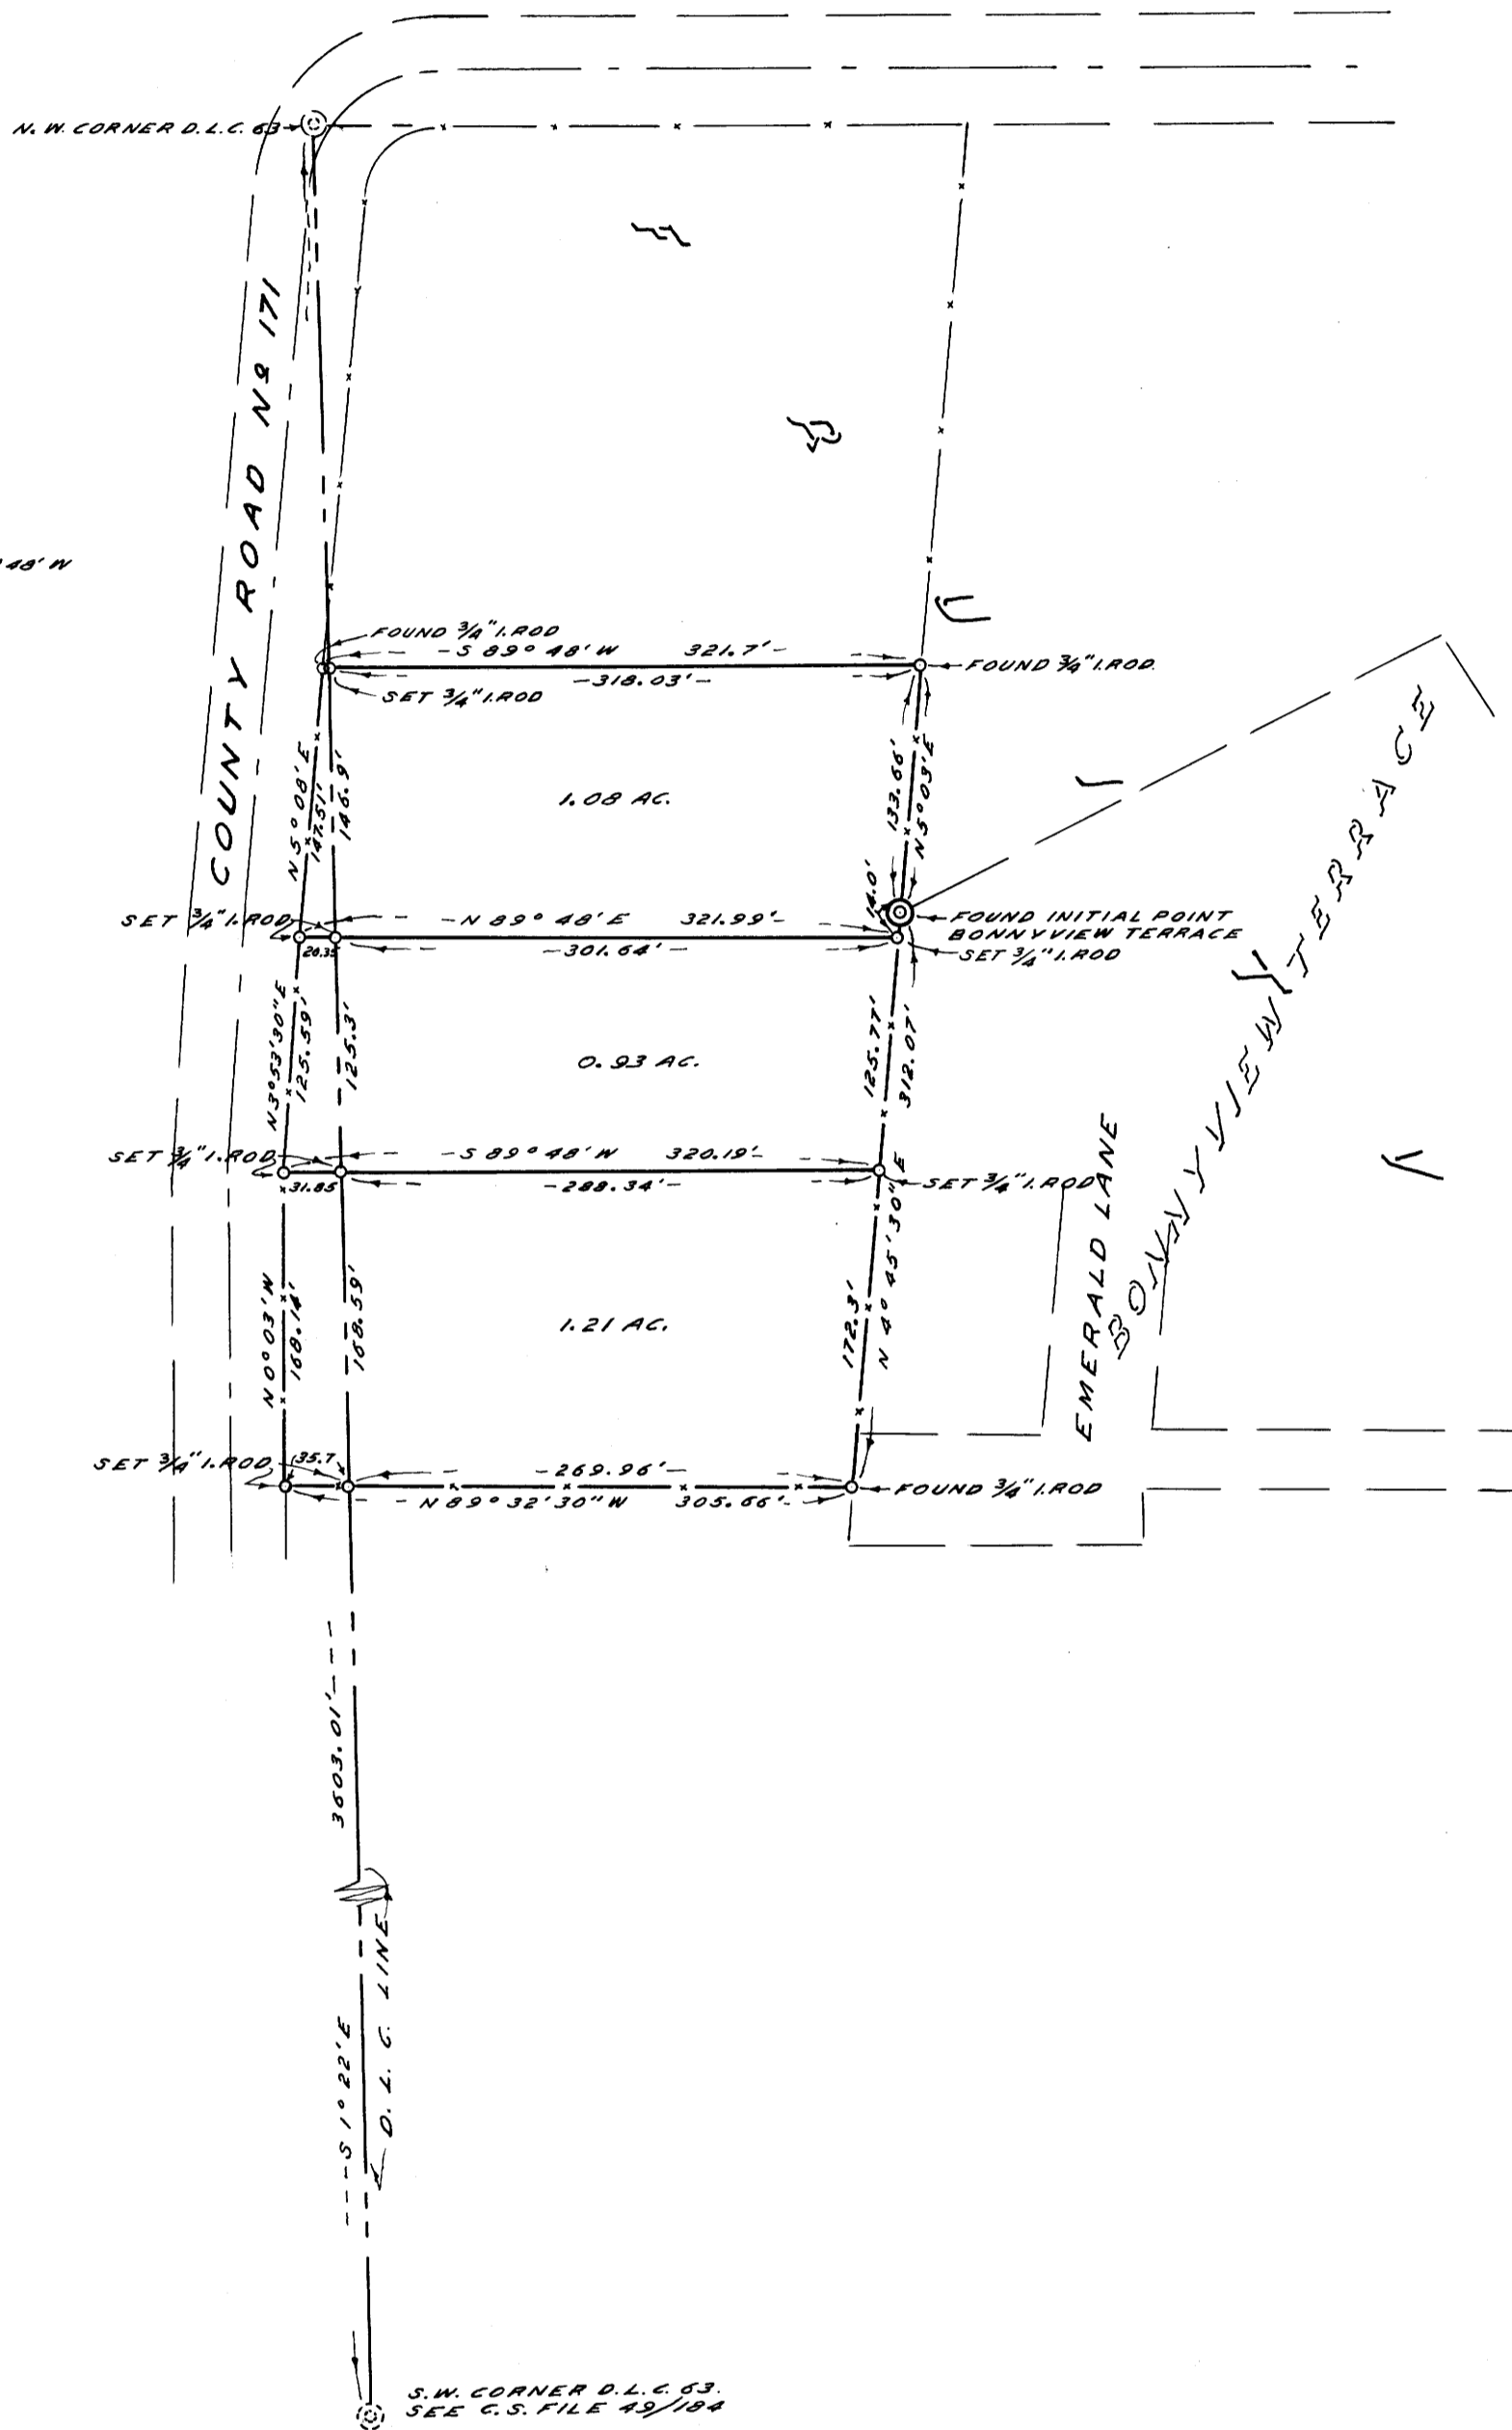 N. W. CORNER D. L. C. 63
COUNTY ROAD Nº 171
48' W
FOUND 3/4" I. ROD
S 89° 48' W 321.7'
318.03'
SET 3/4" I. ROD
FOUND 3/4" I. ROD.
N 5° 08' E
147.51'
146.9'
1.08 AC.
133.66'
N 5° 03' E
14.0'
SET 3/4" I. ROD
N 89° 48' E 321.99'
20.35
301.64'
FOUND INITIAL POINT
BONNYVIEW TERRACE
SET 3/4" I. ROD
N 3° 53' 30" E
125.59'
125.3'
0.93 AC.
125.77'
312.07'
SET 3/4" I. ROD
S 89° 48' W 320.19'
31.85
288.34'
SET 3/4" I. ROD
N 4° 45' 30" E
N 0° 03' W
168.14'
168.59'
1.21 AC.
172.3'
EMERALD LANE
BONNYVIEW TERRACE
SET 3/4" I. ROD
35.7
269.96'
N 89° 32' 30" W 305.66'
FOUND 3/4" I. ROD
3603.01'
S 1° 22' E
D. L. C. LINE
S. W. CORNER D. L. C. 63.
SEE C. S. FILE 49/184